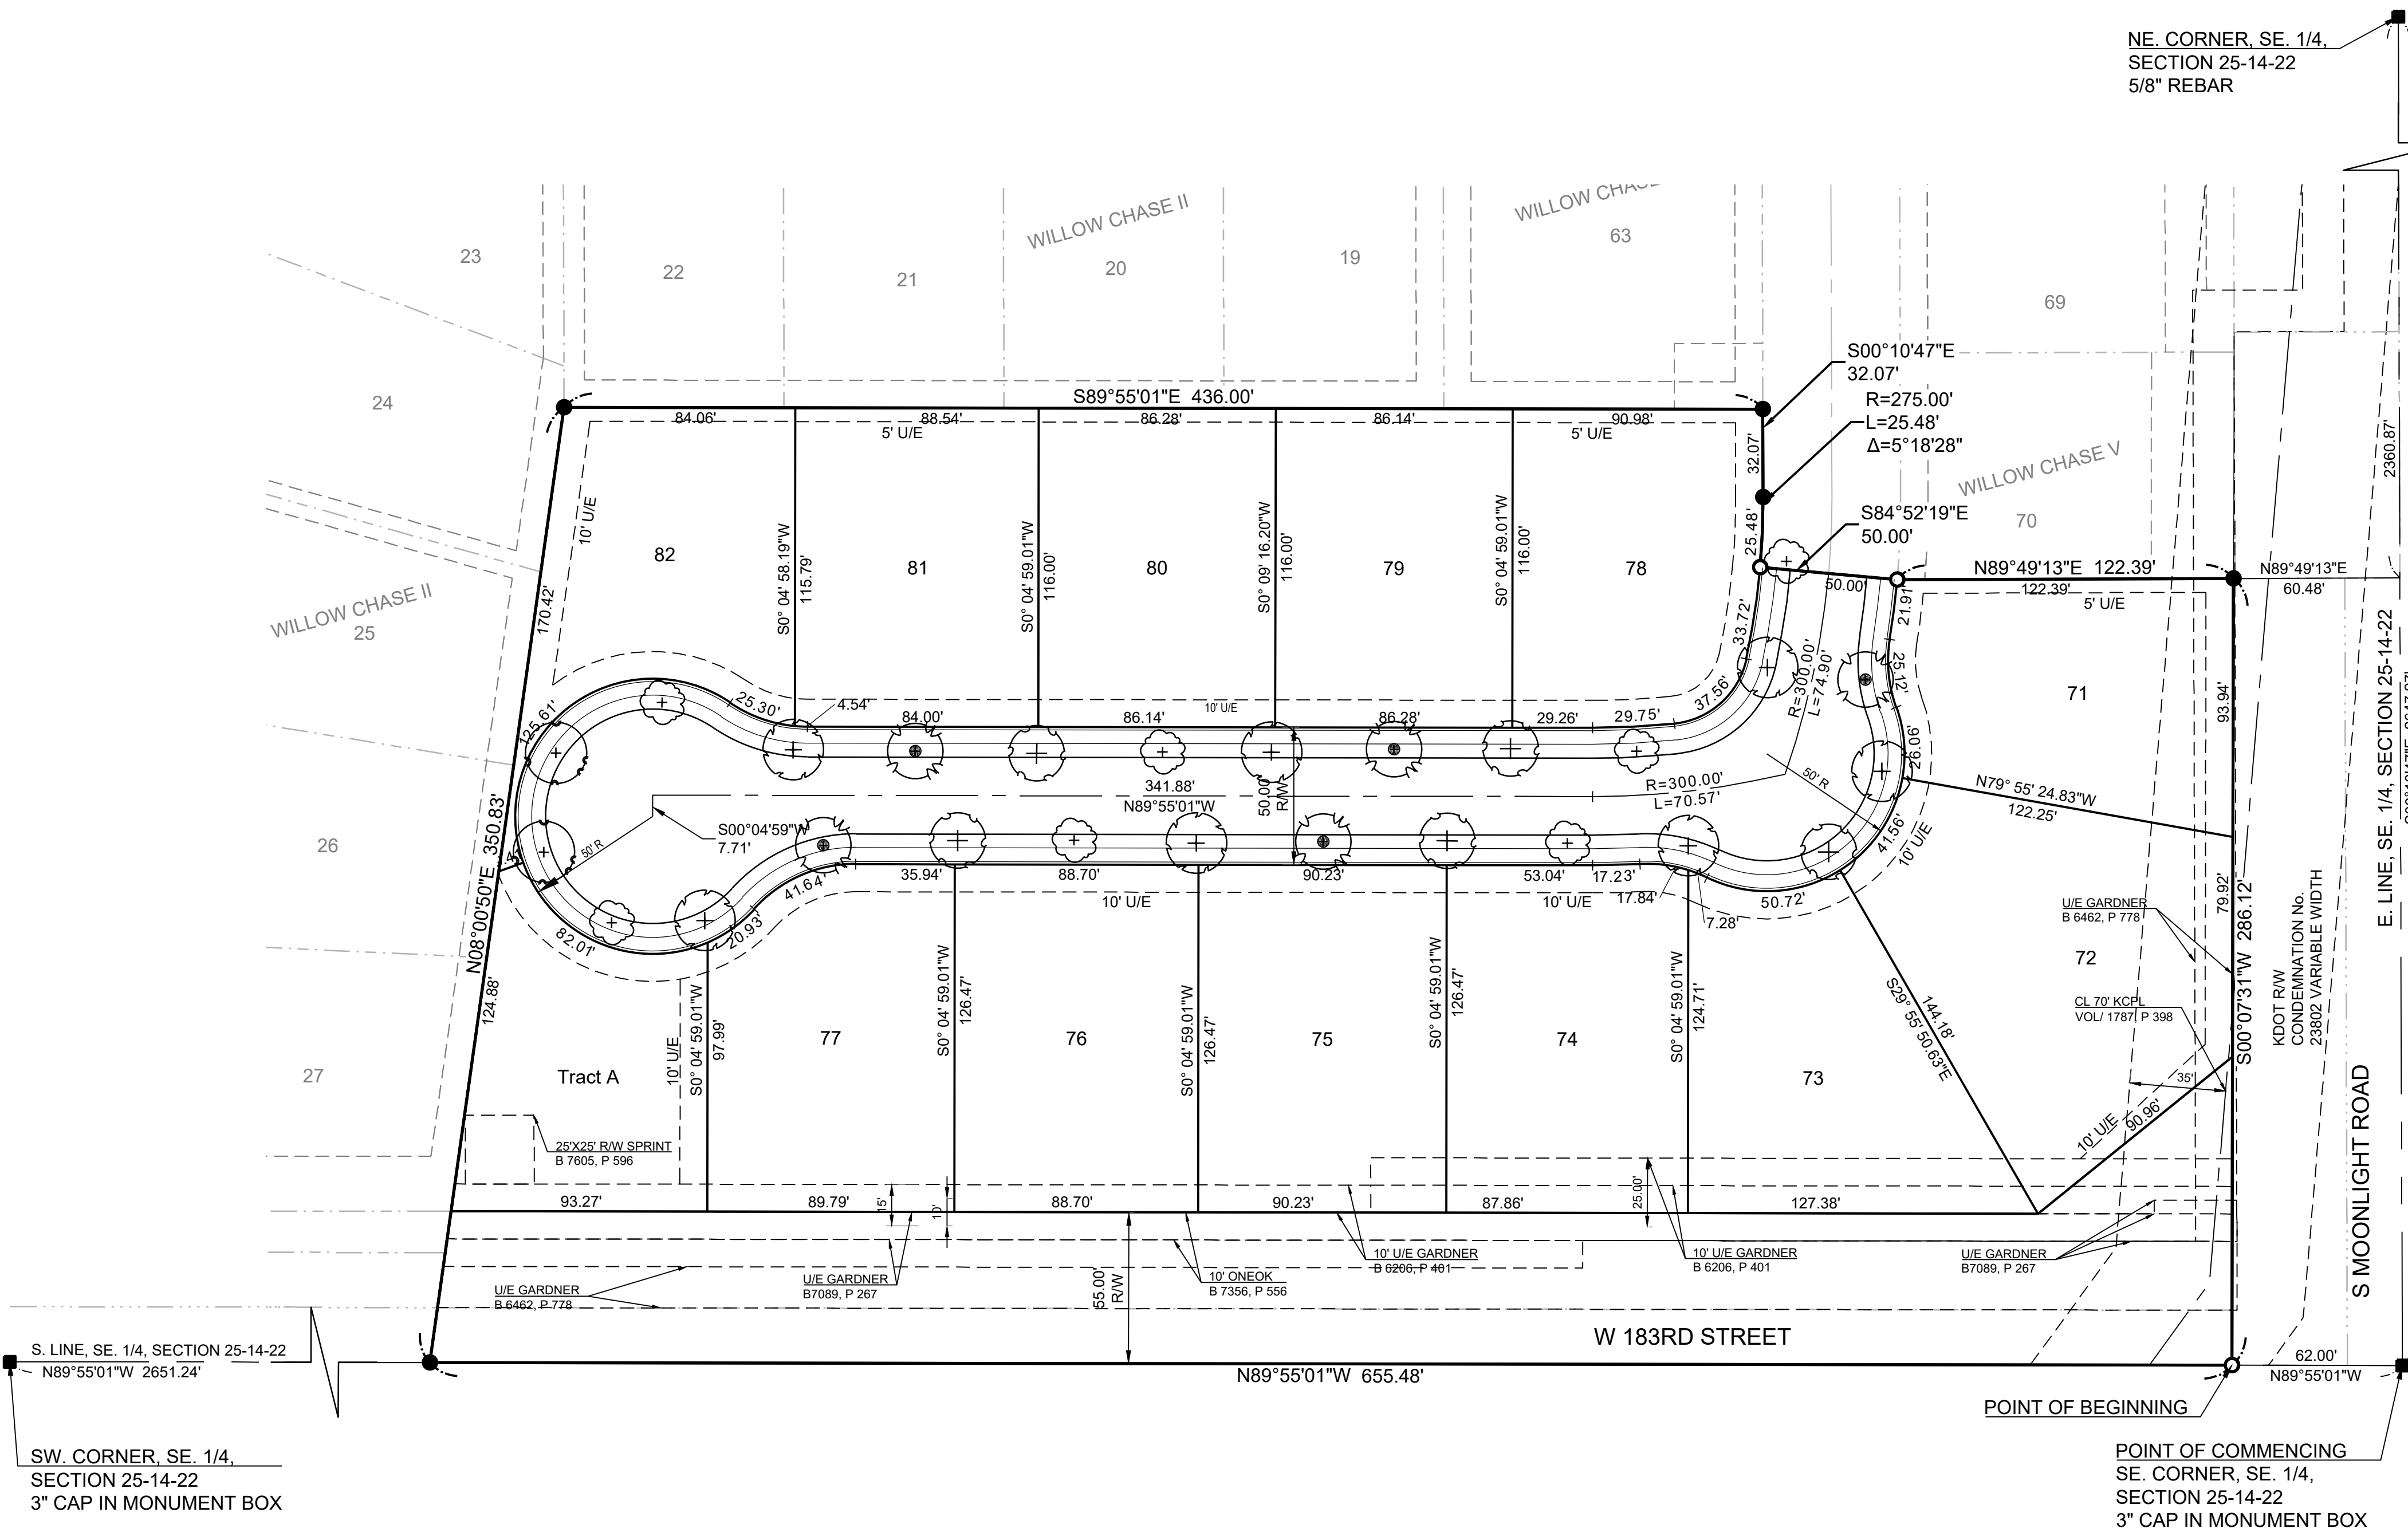 NE. CORNER, SE. 1/4,
SECTION 25-14-22
5/8" REBAR
WILLOW CHASE II
23
22
21
20
19
63
69
24
S00°10'47"E
32.07'
R=275.00'
L=25.48'
Δ=5°18'28"
2360.87'
S89°55'01"E 436.00'
84.06'
88.54'
86.28'
86.14'
90.98'
5' U/E
5' U/E
32.07'
WILLOW CHASE V
70
S84°52'19"E
50.00'
10' U/E
25.48'
82
81
80
79
78
S0° 04' 58.19"W
115.79'
S0° 04' 59.01"W
116.00'
S0° 09' 16.20"W
116.00'
S0° 04' 59.01"W
116.00'
N89°49'13"E 122.39'
122.39'
5' U/E
N89°49'13"E
60.48'
50.00'
21.91'
WILLOW CHASE II
25
170.42'
33.72'
25.12'
E. LINE, SE. 1/4, SECTION 25-14-22
71
93.94'
125.61'
25.30'
4.54'
84.00'
86.14'
10' U/E
86.28'
29.26'
29.75'
37.56'
R=300.00'
L=74.90'
26.06'
341.88'
N89°55'01"W
50.00'
R/W
R=300.00'
L=70.57'
50' R
N79° 55' 24.83"W
122.25'
26
N08°00'50"E 350.83'
S00°04'59"W
7.71'
50' R
41.56'
10' U/E
79.92'
S00°07'31"W 286.12'
82.01'
20.93'
41.64'
35.94'
88.70'
90.23'
53.04'
17.23'
17.84'
7.28'
50.72'
10' U/E
10' U/E
U/E GARDNER
B 6462, P 778
KDOT R/W
CONDEMNATION No.
23802 VARIABLE WIDTH
72
CL 70' KCPL
VOL/ 1787/ P 398
124.88'
10' U/E
S0° 04' 59.01"W
97.99'
S0° 04' 59.01"W
126.47'
S0° 04' 59.01"W
126.47'
S0° 04' 59.01"W
126.47'
S0° 04' 59.01"W
124.71'
S29° 55' 50.63"E
144.18'
77
76
75
74
73
27
Tract A
35'
10' U/E
90.96'
25'X25' R/W SPRINT
B 7605, P 596
S MOONLIGHT ROAD
93.27'
89.79'
15'
10'
88.70'
90.23'
87.86'
25.00'
127.38'
U/E GARDNER
B 6462, P 778
U/E GARDNER
B7089, P 267
55.00'
R/W
10' ONEOK
B 7356, P 556
10' U/E GARDNER
B 6206, P 401
10' U/E GARDNER
B 6206, P 401
U/E GARDNER
B7089, P 267
W 183RD STREET
S. LINE, SE. 1/4, SECTION 25-14-22
N89°55'01"W 2651.24'
N89°55'01"W 655.48'
62.00'
N89°55'01"W
POINT OF BEGINNING
SW. CORNER, SE. 1/4,
SECTION 25-14-22
3" CAP IN MONUMENT BOX
POINT OF COMMENCING
SE. CORNER, SE. 1/4,
SECTION 25-14-22
3" CAP IN MONUMENT BOX